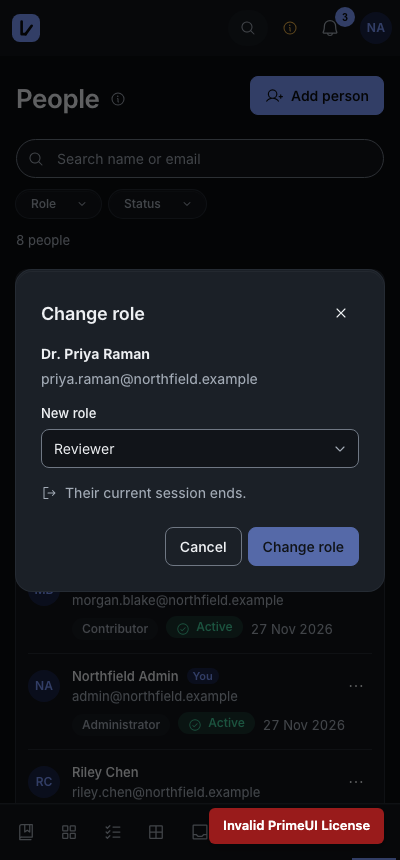 3
NA
People
Add person
Search name or email
Role
Status
8 people
Change role
Dr. Priya Raman
priya.raman@northfield.example
New role
Reviewer
Their current session ends.
Cancel
Change role
morgan.blake@northfield.example
Contributor
Active
27 Nov 2026
NA
Northfield Admin
You
admin@northfield.example
Administrator
Active
27 Nov 2026
RC
Riley Chen
riley.chen@northfield.example
Invalid PrimeUI License